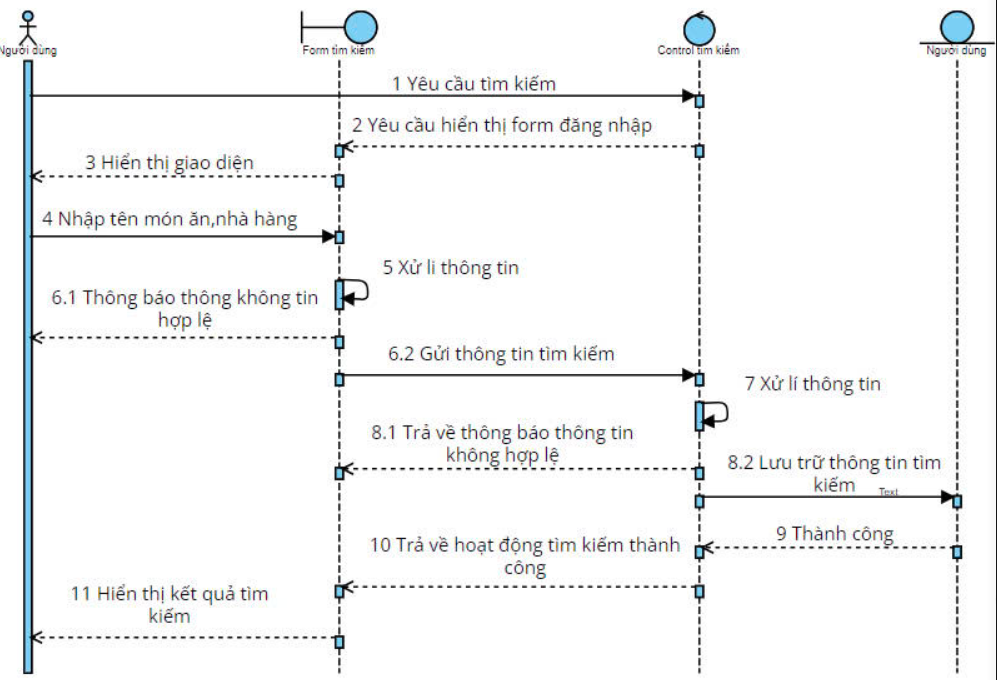 Người dùng
Form tìm kiếm
Control tìm kiếm
Người dùng
1 Yêu cầu tìm kiếm
2 Yêu cầu hiển thị form đăng nhập
3 Hiển thị giao diện
4 Nhập tên món ăn,nhà hàng
5 Xử li thông tin
6.1 Thông báo thông không tin
hợp lệ
6.2 Gửi thông tin tìm kiếm
7 Xử lí thông tin
8.1 Trả về thông báo thông tin
không hợp lệ
8.2 Lưu trữ thông tin tìm
kiếm
Text
9 Thành công
10 Trả về hoạt động tìm kiếm thành
công
11 Hiển thị kết quả tìm
kiếm